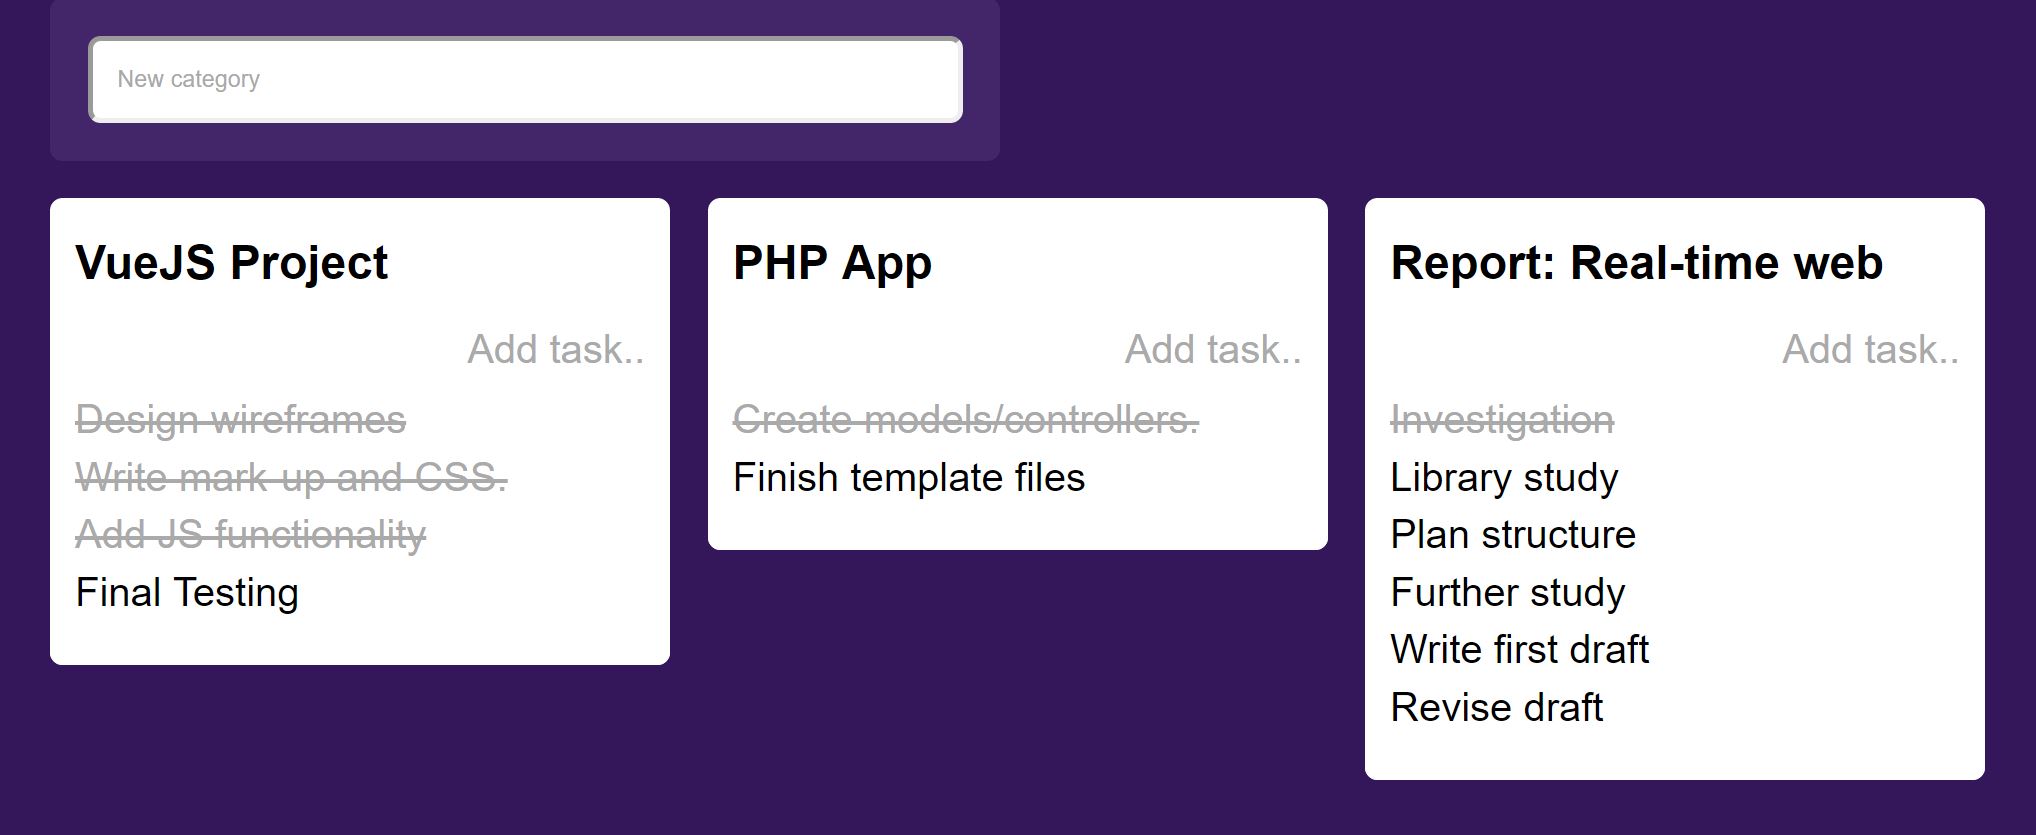 New category
VueJS Project
Add task..
Design wireframes
Write mark-up and CSS.
Add JS functionality
Final Testing
PHP App
Add task..
Create models/controllers.
Finish template files
Report: Real-time web
Add task..
Investigation
Library study
Plan structure
Further study
Write first draft
Revise draft